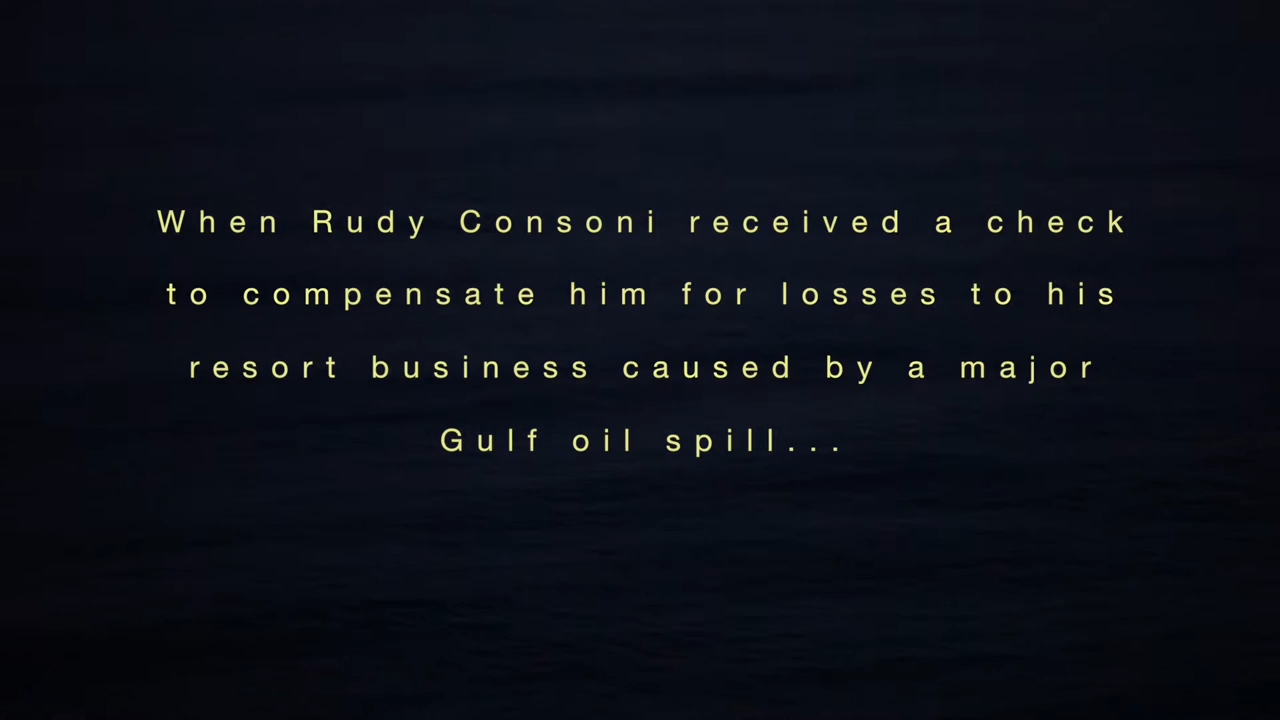 When Rudy Consoni received a check
to compensate him for losses to his
resort business caused by a major
Gulf oil spill...